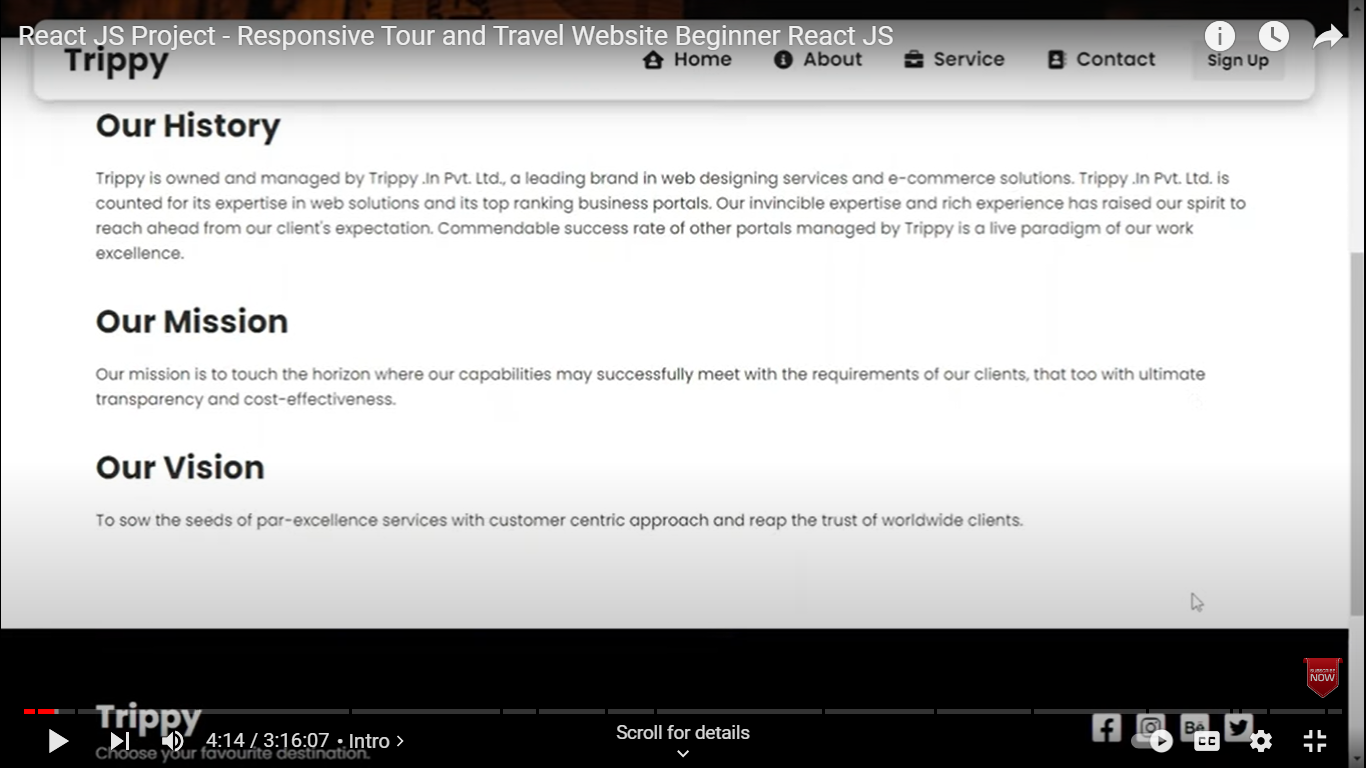 React JS Project - Responsive Tour and Travel Website Beginner React JS
Trippy Home About Service Contact Sign Up
Our History
Trippy is owned and managed by Trippy .In Pvt. Ltd., a leading brand in web designing services and e-commerce solutions. Trippy .In Pvt. Ltd. is
counted for its expertise in web solutions and its top ranking business portals. Our invincible expertise and rich experience has raised our spirit to
reach ahead from our client's expectation. Commendable success rate of other portals managed by Trippy is a live paradigm of our work
excellence.
Our Mission
Our mission is to touch the horizon where our capabilities may successfully meet with the requirements of our clients, that too with ultimate
transparency and cost-effectiveness.
Our Vision
To sow the seeds of par-excellence services with customer centric approach and reap the trust of worldwide clients.
SUBSCRIBE
NOW
Trippy
Choose your favourite destination.
4:14 / 3:16:07 • Intro
Scroll for details
Bē
CC